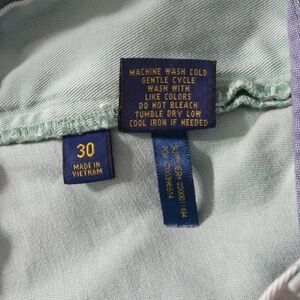 MACHINE WASH COLD
GENTLE CYCLE
WASH WITH
LIKE COLORS
DO NOT BLEACH
TUMBLE DRY LOW
COOL IRON IF NEEDED
30
MADE IN
VIETNAM